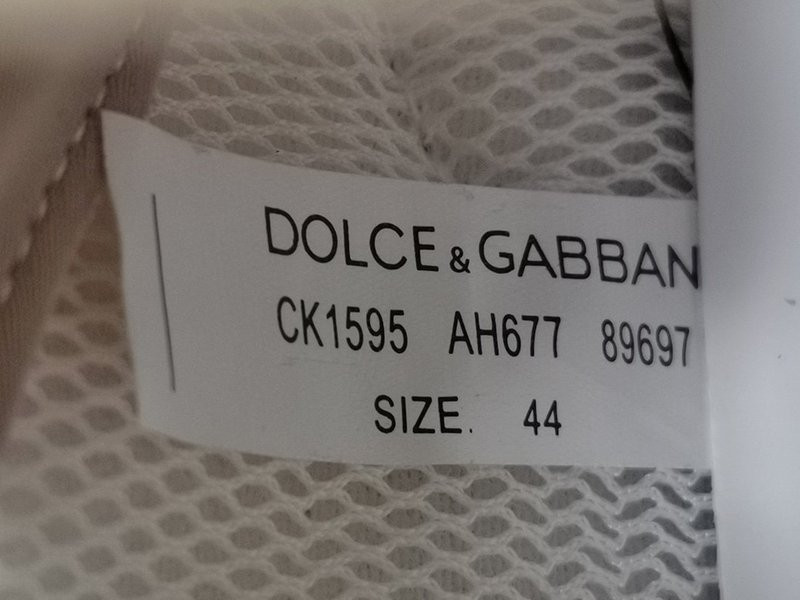 DOLCE & GABBAN
CK1595 AH677 89697
SIZE. 44